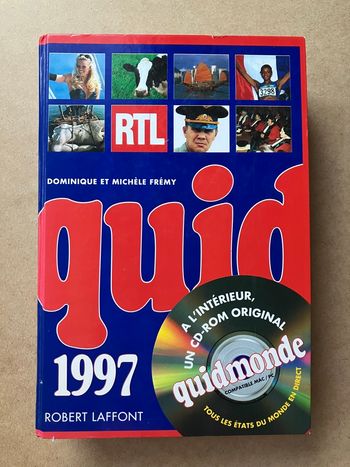 3298
RTL
DOMINIQUE ET MICHÈLE FRÉMY
quid
1997
ROBERT LAFFONT
A L'INTÉRIEUR,
UN CD-ROM ORIGINAL
quidmonde
COMPATIBLE MAC / PC
TOUS LES ÉTATS DU MONDE EN DIRECT